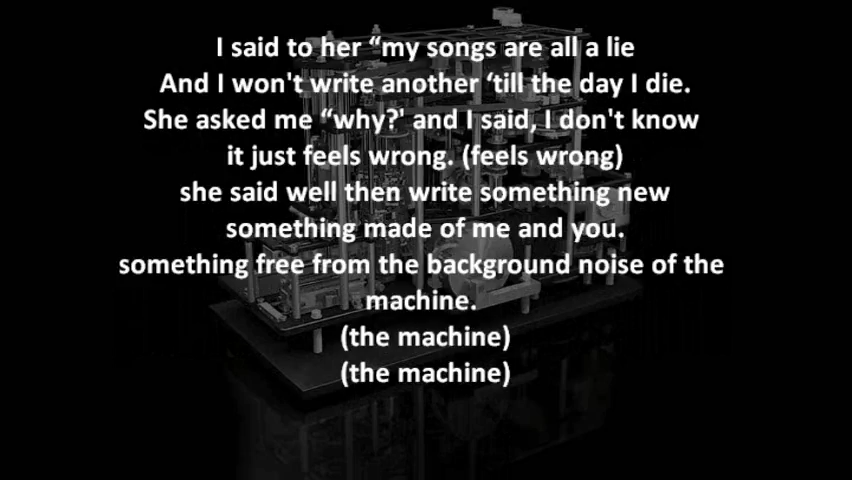 I said to her “my songs are all a lie
And I won't write another ‘till the day I die.
She asked me “why?' and I said, I don't know
it just feels wrong. (feels wrong)
she said well then write something new
something made of me and you.
something free from the background noise of the
machine.
(the machine)
(the machine)